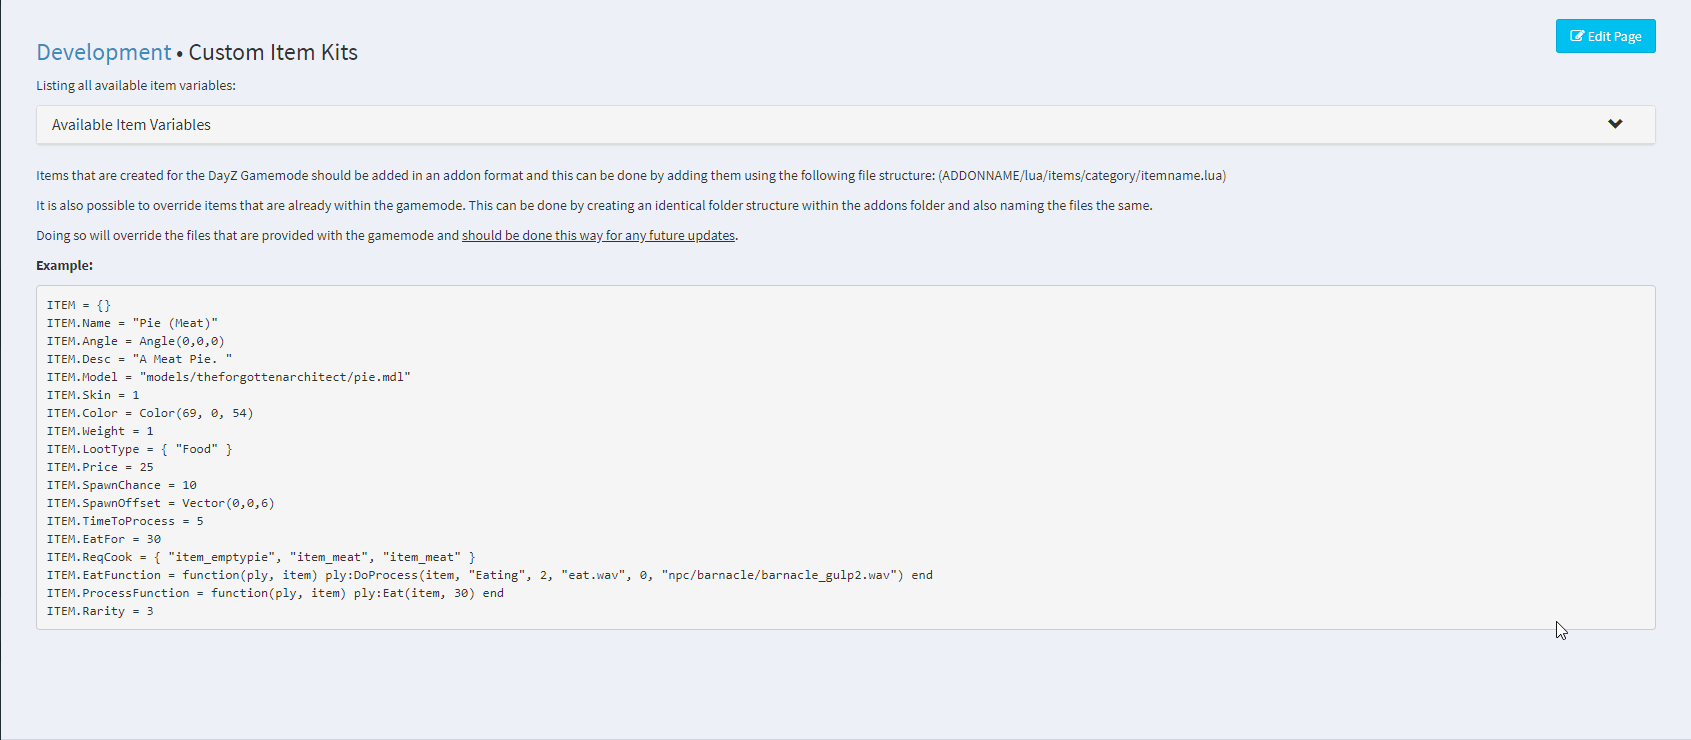 Edit Page
Development • Custom Item Kits
Listing all available item variables:
Available Item Variables
Items that are created for the DayZ Gamemode should be added in an addon format and this can be done by adding them using the following file structure: (ADDONNAME/lua/items/category/itemname.lua)
It is also possible to override items that are already within the gamemode. This can be done by creating an identical folder structure within the addons folder and also naming the files the same.
Doing so will override the files that are provided with the gamemode and should be done this way for any future updates.
Example:
ITEM = {}
ITEM.Name = "Pie (Meat)"
ITEM.Angle = Angle(0,0,0)
ITEM.Desc = "A Meat Pie. "
ITEM.Model = "models/theforgottenarchitect/pie.mdl"
ITEM.Skin = 1
ITEM.Color = Color(69, 0, 54)
ITEM.Weight = 1
ITEM.LootType = { "Food" }
ITEM.Price = 25
ITEM.SpawnChance = 10
ITEM.SpawnOffset = Vector(0,0,6)
ITEM.TimeToProcess = 5
ITEM.EatFor = 30
ITEM.ReqCook = { "item_emptypie", "item_meat", "item_meat" }
ITEM.EatFunction = function(ply, item) ply:DoProcess(item, "Eating", 2, "eat.wav", 0, "npc/barnacle/barnacle_gulp2.wav") end
ITEM.ProcessFunction = function(ply, item) ply:Eat(item, 30) end
ITEM.Rarity = 3